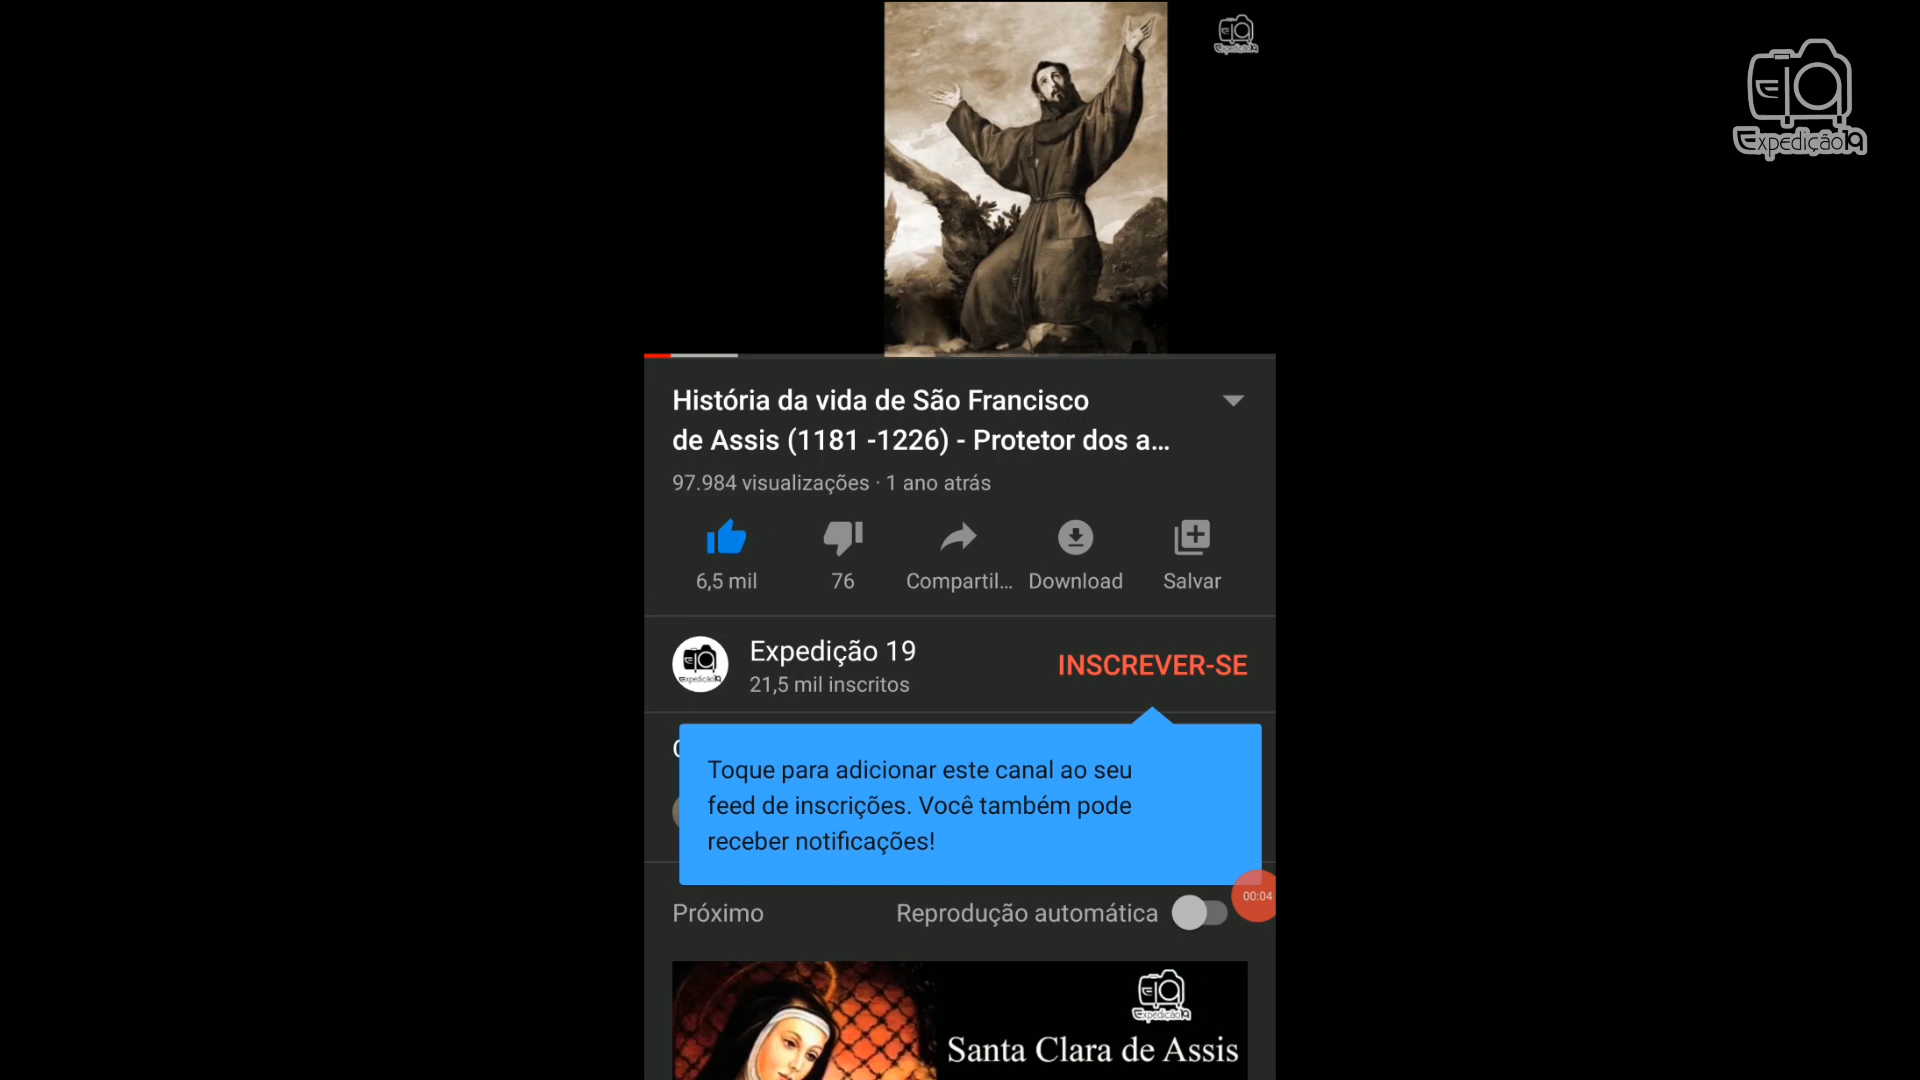 Expedição19
Expedição19
História da vida de São Francisco
de Assis (1181 -1226) - Protetor dos a...
97.984 visualizações · 1 ano atrás
6,5 mil
76
Compartil...
Download
Salvar
Expedição19
Expedição 19
21,5 mil inscritos
INSCREVER-SE
Toque para adicionar este canal ao seu
feed de inscrições. Você também pode
receber notificações!
00:04
Próximo
Reprodução automática
Expedição19
Santa Clara de Assis